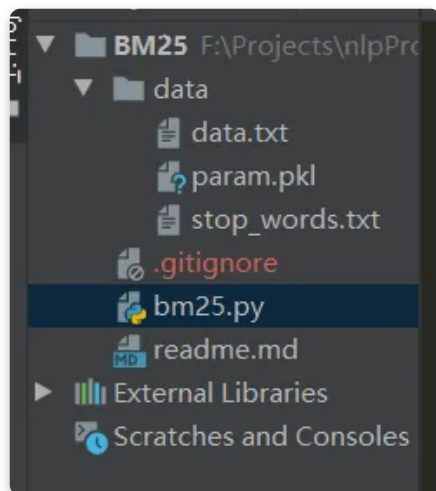 BM25 F:\Projects\nlpPro
data
data.txt
param.pkl
stop_words.txt
.gitignore
bm25.py
MD readme.md
External Libraries
Scratches and Consoles